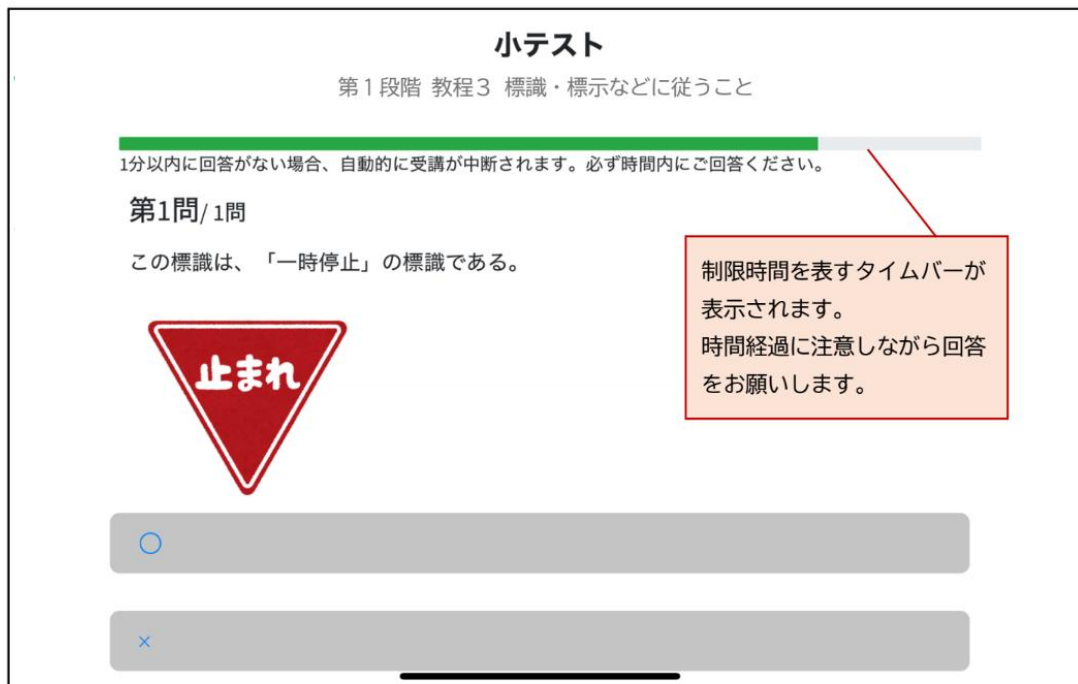 小テスト
第1段階 教程3 標識・標示などに従うこと
1分以内に回答がない場合、自動的に受講が中断されます。必ず時間内にご回答ください。
第1問/ 1問
この標識は、「一時停止」の標識である。
止まれ
制限時間を表すタイムバーが
表示されます。
時間経過に注意しながら回答
をお願いします。
○
×